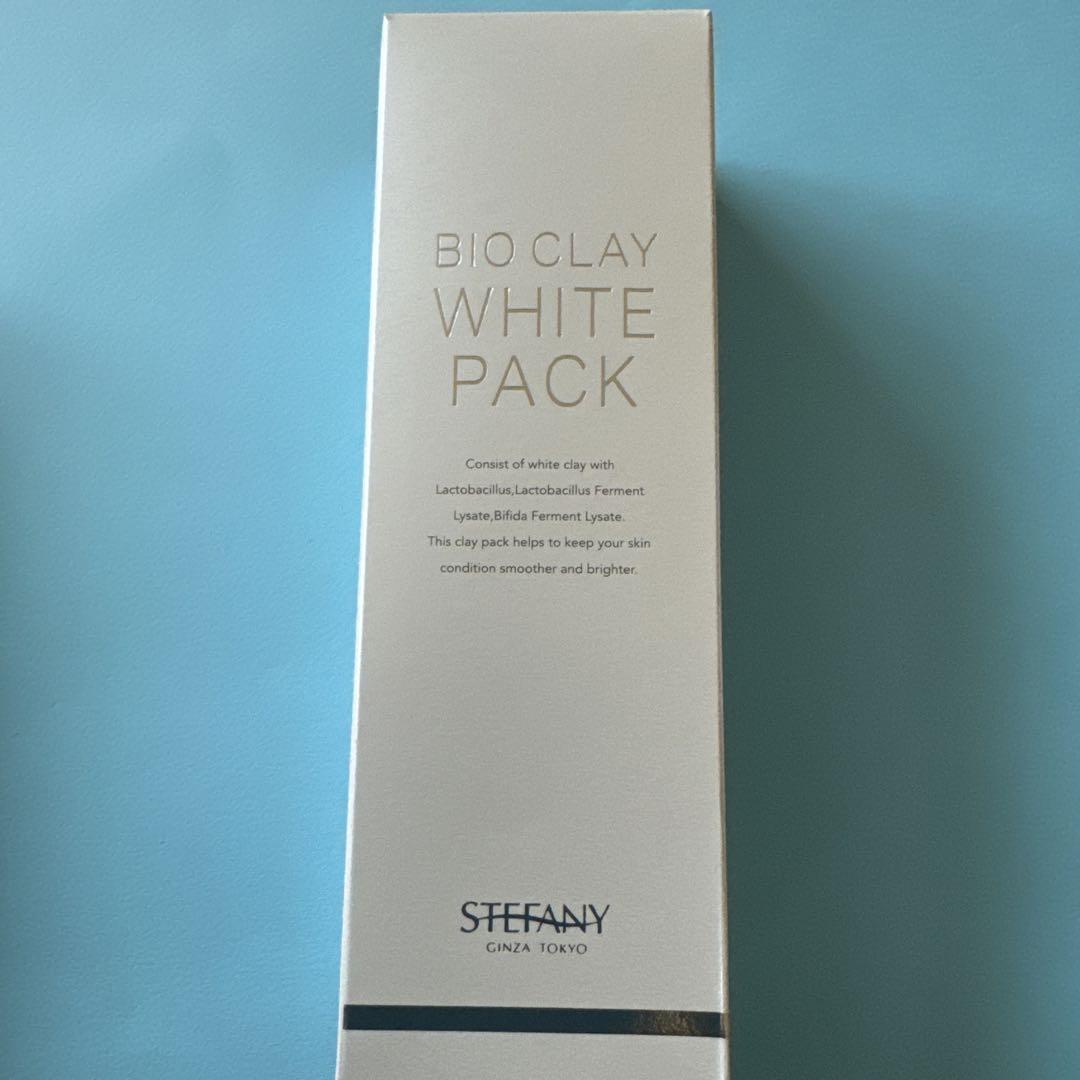 BIO CLAY
WHITE
PACK
Consist of white clay with
Lactobacillus,Lactobacillus Ferment
Lysate,Bifida Ferment Lysate.
This clay pack helps to keep your skin
condition smoother and brighter.
STEFANY
GINZA TOKYO